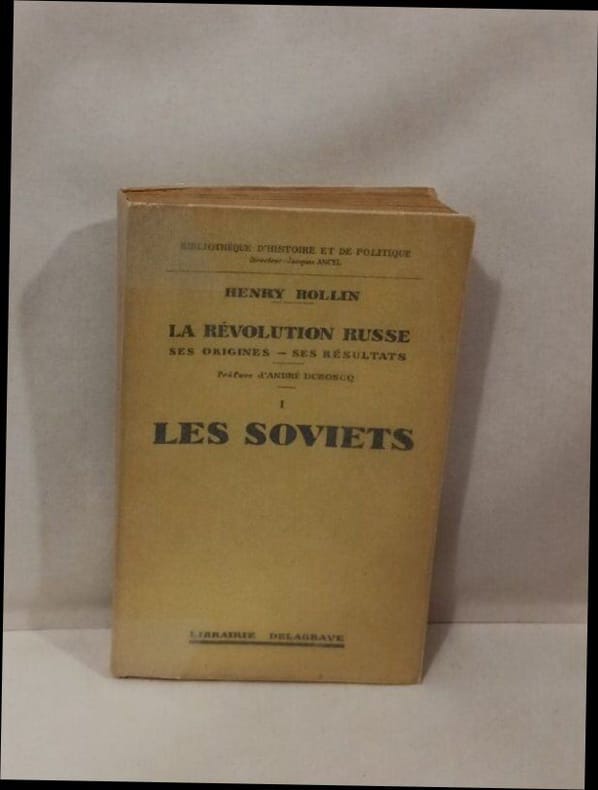 BIBLIOTHÈQUE D'HISTOIRE ET DE POLITIQUE
Directeur: Jacques ANCEL
HENRY ROLLIN
LA RÉVOLUTION RUSSE
SES ORIGINES — SES RÉSULTATS
Préface d'ANDRÉ DUBOSCQ
I
LES SOVIETS
LIBRAIRIE DELAGRAVE